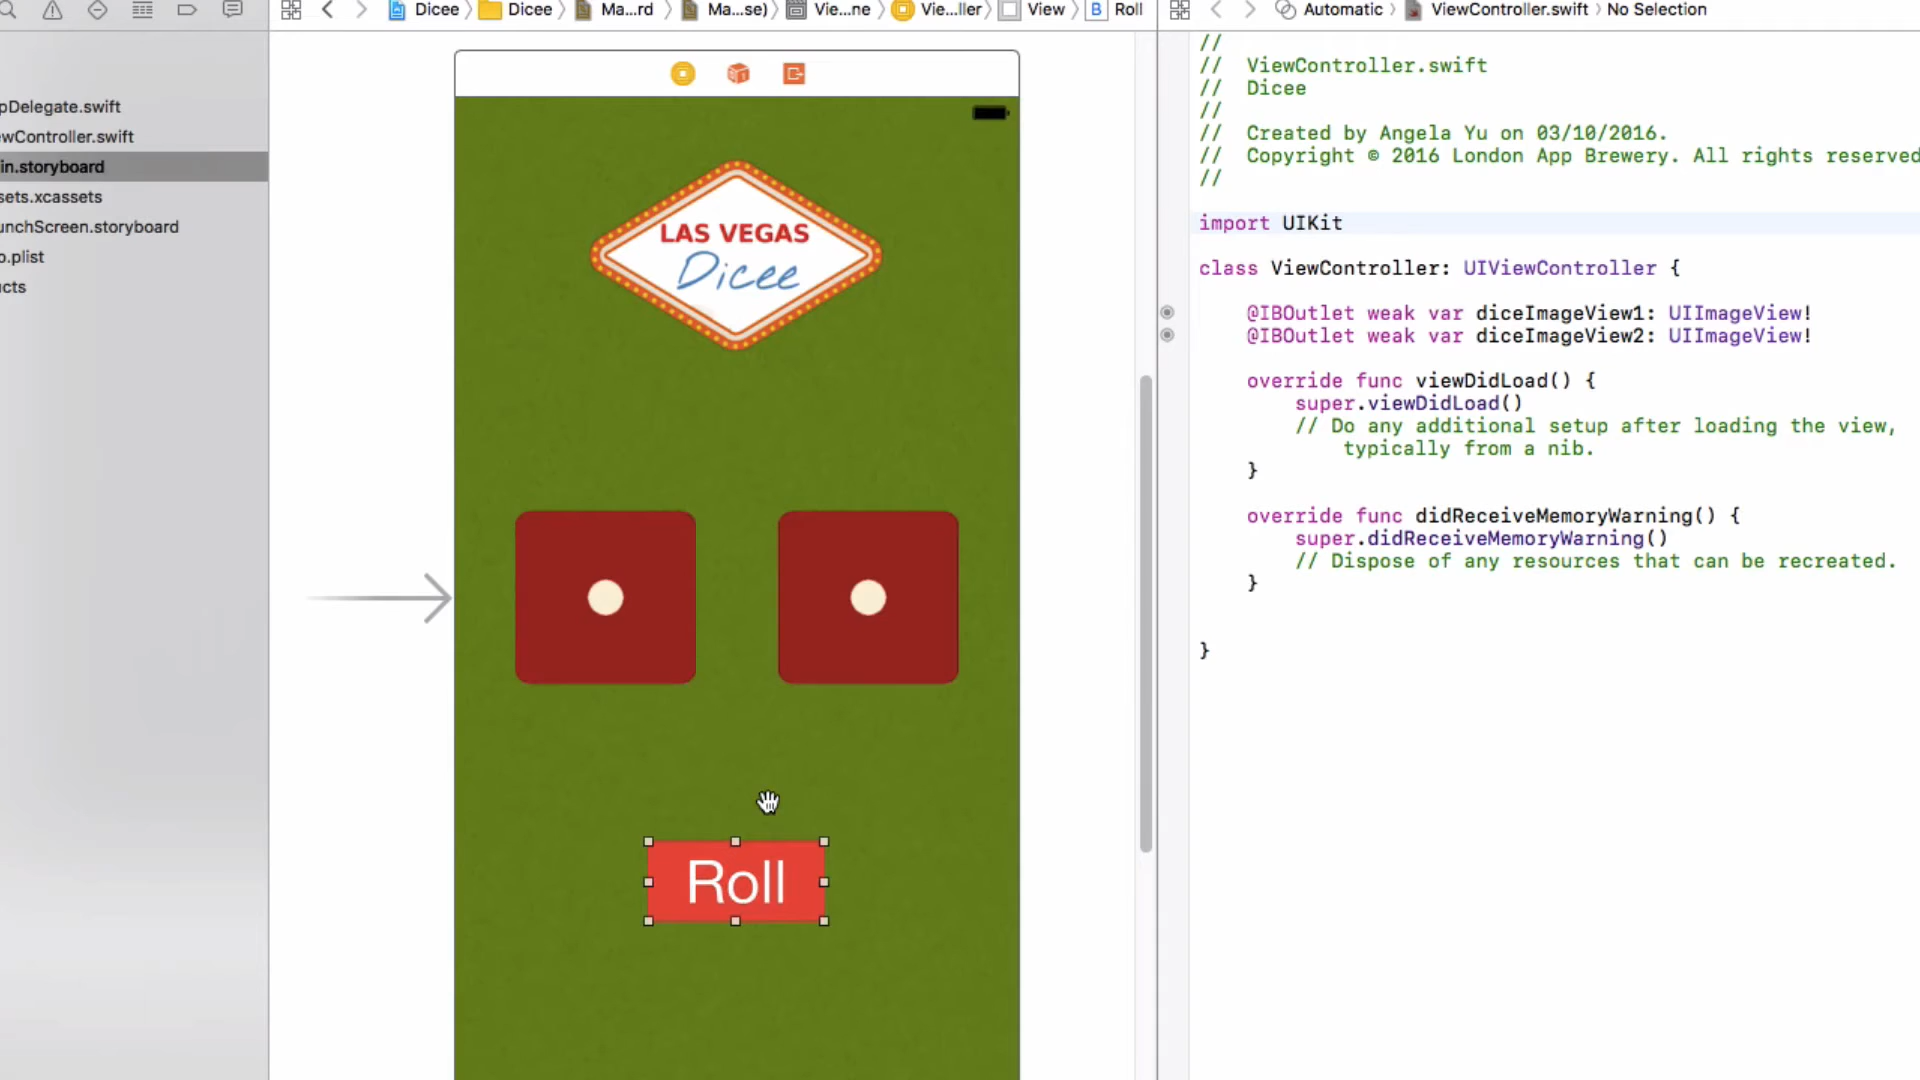 Dicee
Dicee
Ma...rd
Ma...se)
Vie...ne
Vie...ller
View
B
Roll
Automatic
ViewController.swift
No Selection
pDelegate.swift
ewController.swift
in.storyboard
sets.xcassets
unchScreen.storyboard
o.plist
ucts
LAS VEGAS
Dicee
Roll
//
//  ViewController.swift
//  Dicee
//
//  Created by Angela Yu on 03/10/2016.
//  Copyright © 2016 London App Brewery. All rights reserved
//
import UIKit
class ViewController: UIViewController {
@IBOutlet weak var diceImageView1: UIImageView!
@IBOutlet weak var diceImageView2: UIImageView!
override func viewDidLoad() {
super.viewDidLoad()
// Do any additional setup after loading the view,
typically from a nib.
}
override func didReceiveMemoryWarning() {
super.didReceiveMemoryWarning()
// Dispose of any resources that can be recreated.
}
}